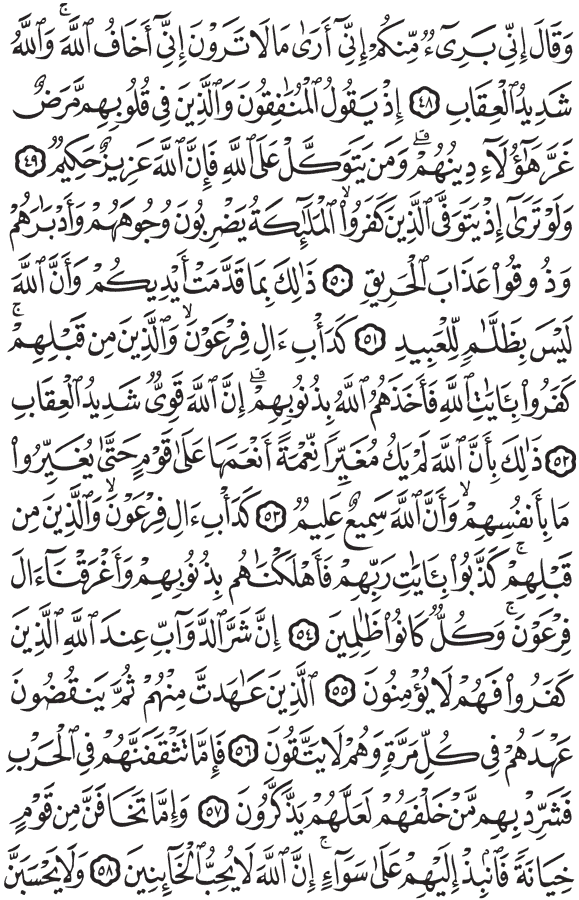 وَقَالَ إِنِّي بَرِيٓءٌ مِّنكُمْ إِنِّيٓ أَرَىٰ مَا لَا تَرَوْنَ إِنِّيٓ أَخَافُ ٱللَّهَۚ وَٱللَّهُ
شَدِيدُ ٱلْعِقَابِ ٤٨ إِذْ يَقُولُ ٱلْمُنَٰفِقُونَ وَٱلَّذِينَ فِي قُلُوبِهِم مَّرَضٌ
غَرَّ هَٰٓؤُلَآءِ دِينُهُمْۗ وَمَن يَتَوَكَّلْ عَلَى ٱللَّهِ فَإِنَّ ٱللَّهَ عَزِيزٌ حَكِيمٌ ٤٩
وَلَوْ تَرَىٰٓ إِذْ يَتَوَفَّى ٱلَّذِينَ كَفَرُوا۟ۙ ٱلْمَلَٰٓئِكَةُ يَضْرِبُونَ وُجُوهَهُمْ وَأَدْبَٰرَهُمْ
وَذُوقُوا۟ عَذَابَ ٱلْحَرِيقِ ٥٠ ذَٰلِكَ بِمَا قَدَّمَتْ أَيْدِيكُمْ وَأَنَّ ٱللَّهَ
لَيْسَ بِظَلَّٰمٍ لِّلْعَبِيدِ ٥١ كَدَأْبِ ءَالِ فِرْعَوْنَۙ وَٱلَّذِينَ مِن قَبْلِهِمْۚ
كَفَرُوا۟ بِـَٔايَٰتِ ٱللَّهِ فَأَخَذَهُمُ ٱللَّهُ بِذُنُوبِهِمْۗ إِنَّ ٱللَّهَ قَوِيٌّ شَدِيدُ ٱلْعِقَابِ
٥٢ ذَٰلِكَ بِأَنَّ ٱللَّهَ لَمْ يَكُ مُغَيِّرًا نِّعْمَةً أَنْعَمَهَا عَلَىٰ قَوْمٍ حَتَّىٰ يُغَيِّرُوا۟
مَا بِأَنفُسِهِمْۙ وَأَنَّ ٱللَّهَ سَمِيعٌ عَلِيمٌ ٥٣ كَدَأْبِ ءَالِ فِرْعَوْنَۙ وَٱلَّذِينَ مِن
قَبْلِهِمْۚ كَذَّبُوا۟ بِـَٔايَٰتِ رَبِّهِمْ فَأَهْلَكْنَٰهُم بِذُنُوبِهِمْ وَأَغْرَقْنَآ ءَالَ
فِرْعَوْنَۚ وَكُلٌّ كَانُوا۟ ظَٰلِمِينَ ٥٤ إِنَّ شَرَّ ٱلدَّوَآبِّ عِندَ ٱللَّهِ ٱلَّذِينَ
كَفَرُوا۟ فَهُمْ لَا يُؤْمِنُونَ ٥٥ ٱلَّذِينَ عَٰهَدتَّ مِنْهُمْ ثُمَّ يَنقُضُونَ
عَهْدَهُمْ فِي كُلِّ مَرَّةٍ وَهُمْ لَا يَتَّقُونَ ٥٦ فَإِمَّا تَثْقَفَنَّهُمْ فِي ٱلْحَرْبِ
فَشَرِّدْ بِهِم مَّنْ خَلْفَهُمْ لَعَلَّهُمْ يَذَّكَّرُونَ ٥٧ وَإِمَّا تَخَافَنَّ مِن قَوْمٍ
خِيَانَةً فَٱنۢبِذْ إِلَيْهِمْ عَلَىٰ سَوَآءٍۚ إِنَّ ٱللَّهَ لَا يُحِبُّ ٱلْخَآئِنِينَ ٥٨ وَلَا يَحْسَبَنَّ